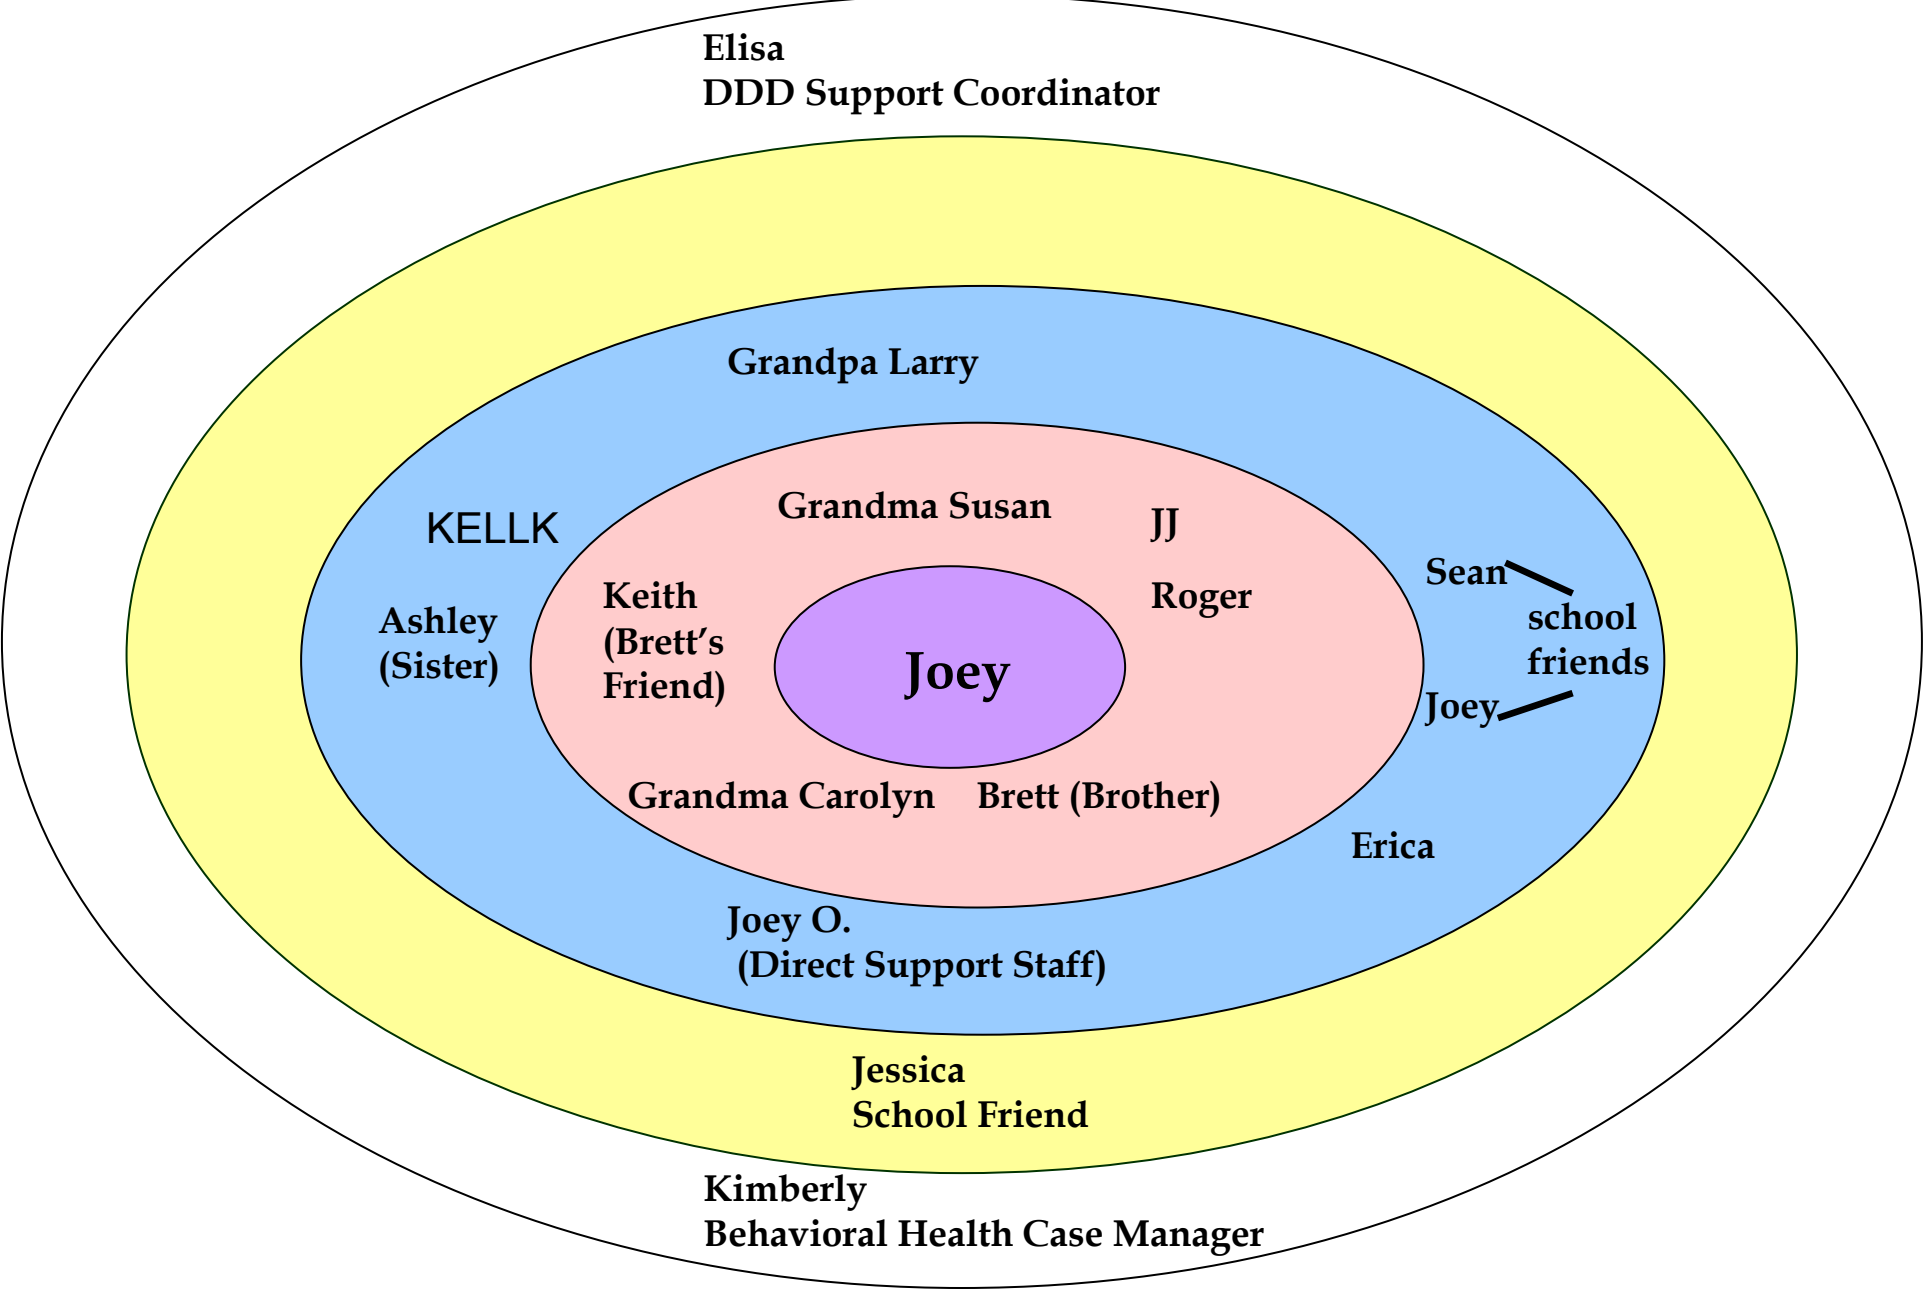 Elisa
DDD Support Coordinator
Grandpa Larry
Grandma Susan
JJ
KELLK
Sean
Keith
(Brett's
Friend)
Roger
Ashley
(Sister)
school
friends
Joey
Joey
Grandma Carolyn
Brett (Brother)
Erica
Joey O.
(Direct Support Staff)
Jessica
School Friend
Kimberly
Behavioral Health Case Manager